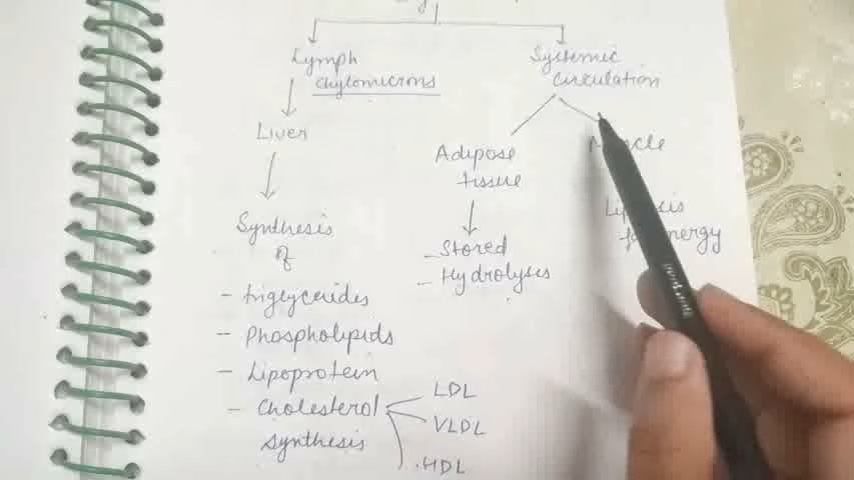 Lymph
chylomicrons
Liver
Synthesis
of
- triglycerides
- Phospholipids
- Lipoprotein
- Cholesterol
synthesis
LDL
VLDL
HDL
Systemic
circulation
Adipose
tissue
- Stored
- Hydrolyses